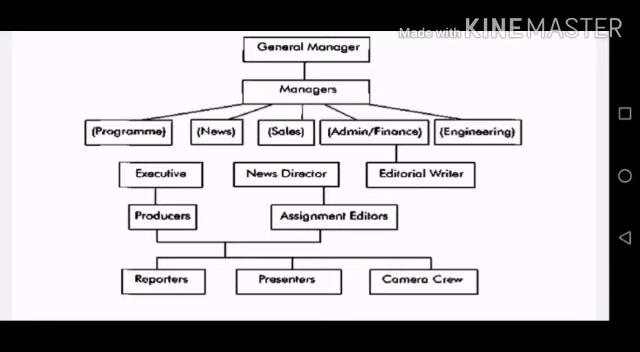 Made with KINEMASTER
General Manager
Managers
(Programme) (News) (Sales) (Admin/Finance) (Engineering)
Executive News Director Editorial Writer
Producers Assignment Editors
Reporters Presenters Camera Crew